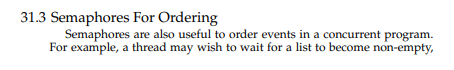 31.3 Semaphores For Ordering
Semaphores are also useful to order events in a concurrent program.
For example, a thread may wish to wait for a list to become non-empty,